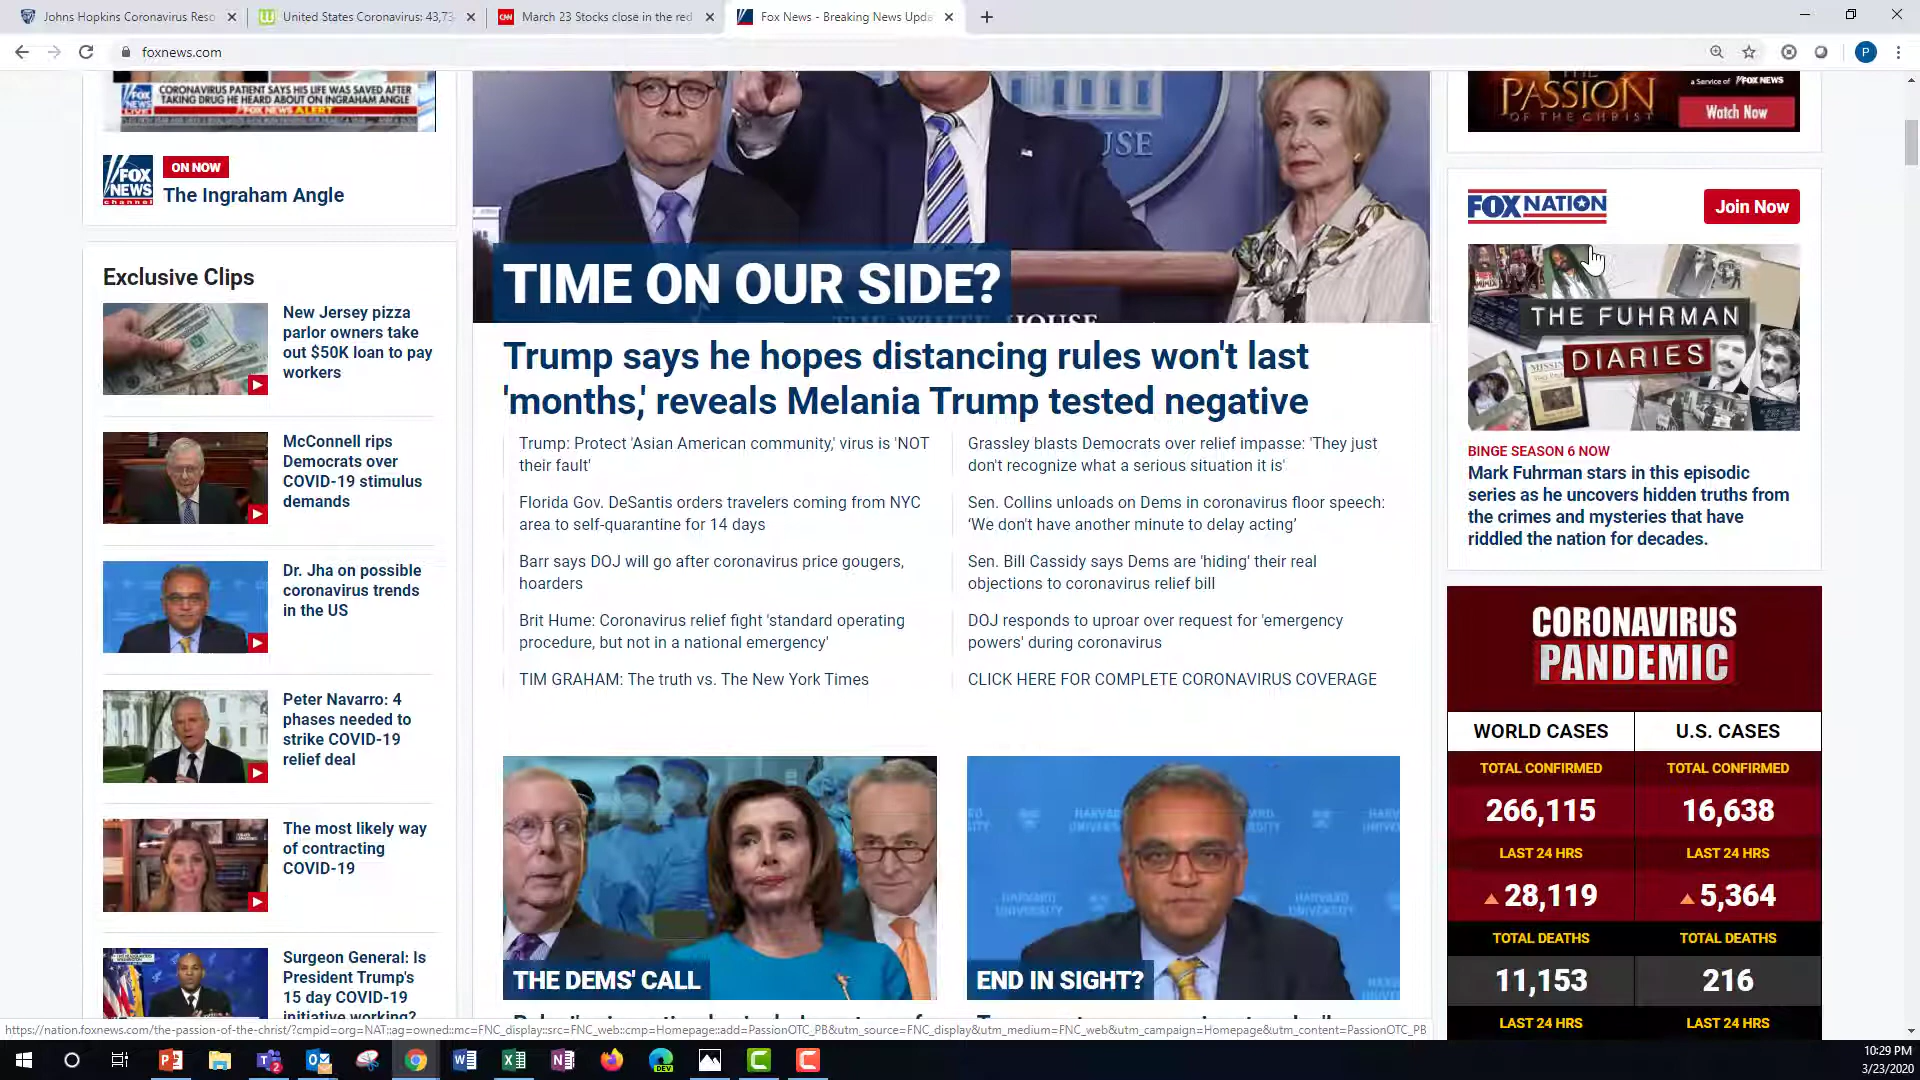 Johns Hopkins Coronavirus Reso
United States Coronavirus: 43,73
March 23 Stocks close in the red
Fox News - Breaking News Upda
foxnews.com
P
CORONAVIRUS PATIENT SAYS HIS LIFE WAS SAVED AFTER
TAKING DRUG HE HEARD ABOUT ON INGRAHAM ANGLE
FOX NEWS ALERT
FOX
NEWS
channel
ON NOW
The Ingraham Angle
Exclusive Clips
New Jersey pizza
parlor owners take
out $50K loan to pay
workers
McConnell rips
Democrats over
COVID-19 stimulus
demands
Dr. Jha on possible
coronavirus trends
in the US
Peter Navarro: 4
phases needed to
strike COVID-19
relief deal
The most likely way
of contracting
COVID-19
Surgeon General: Is
President Trump's
15 day COVID-19
initiative working?
TIME ON OUR SIDE?
THE WHITE HOUSE
Trump says he hopes distancing rules won't last
'months,' reveals Melania Trump tested negative
Trump: Protect 'Asian American community,' virus is 'NOT
their fault'
Florida Gov. DeSantis orders travelers coming from NYC
area to self-quarantine for 14 days
Barr says DOJ will go after coronavirus price gougers,
hoarders
Brit Hume: Coronavirus relief fight 'standard operating
procedure, but not in a national emergency'
TIM GRAHAM: The truth vs. The New York Times
Grassley blasts Democrats over relief impasse: 'They just
don't recognize what a serious situation it is'
Sen. Collins unloads on Dems in coronavirus floor speech:
‘We don't have another minute to delay acting’
Sen. Bill Cassidy says Dems are 'hiding' their real
objections to coronavirus relief bill
DOJ responds to uproar over request for 'emergency
powers' during coronavirus
CLICK HERE FOR COMPLETE CORONAVIRUS COVERAGE
THE DEMS' CALL
HARVARD
UNIVERSITY
END IN SIGHT?
THE
PASSION
OF THE CHRIST
a Service of FOX NEWS
Watch Now
FOX NATION
Join Now
THE FUHRMAN
DIARIES
BINGE SEASON 6 NOW
Mark Fuhrman stars in this episodic
series as he uncovers hidden truths from
the crimes and mysteries that have
riddled the nation for decades.
CORONAVIRUS
PANDEMIC
WORLD CASES
U.S. CASES
TOTAL CONFIRMED
TOTAL CONFIRMED
266,115
16,638
LAST 24 HRS
LAST 24 HRS
28,119
5,364
TOTAL DEATHS
TOTAL DEATHS
11,153
216
LAST 24 HRS
LAST 24 HRS
https://nation.foxnews.com/the-passion-of-the-christ/?cmpid=org=NAT::ag=owned::mc=FNC_display::src=FNC_web::cmp=Homepage::add=PassionOTC_PB&utm_source=FNC_display&utm_medium=FNC_web&utm_campaign=Homepage&utm_content=PassionOTC_PB
10:29 PM
3/23/2020